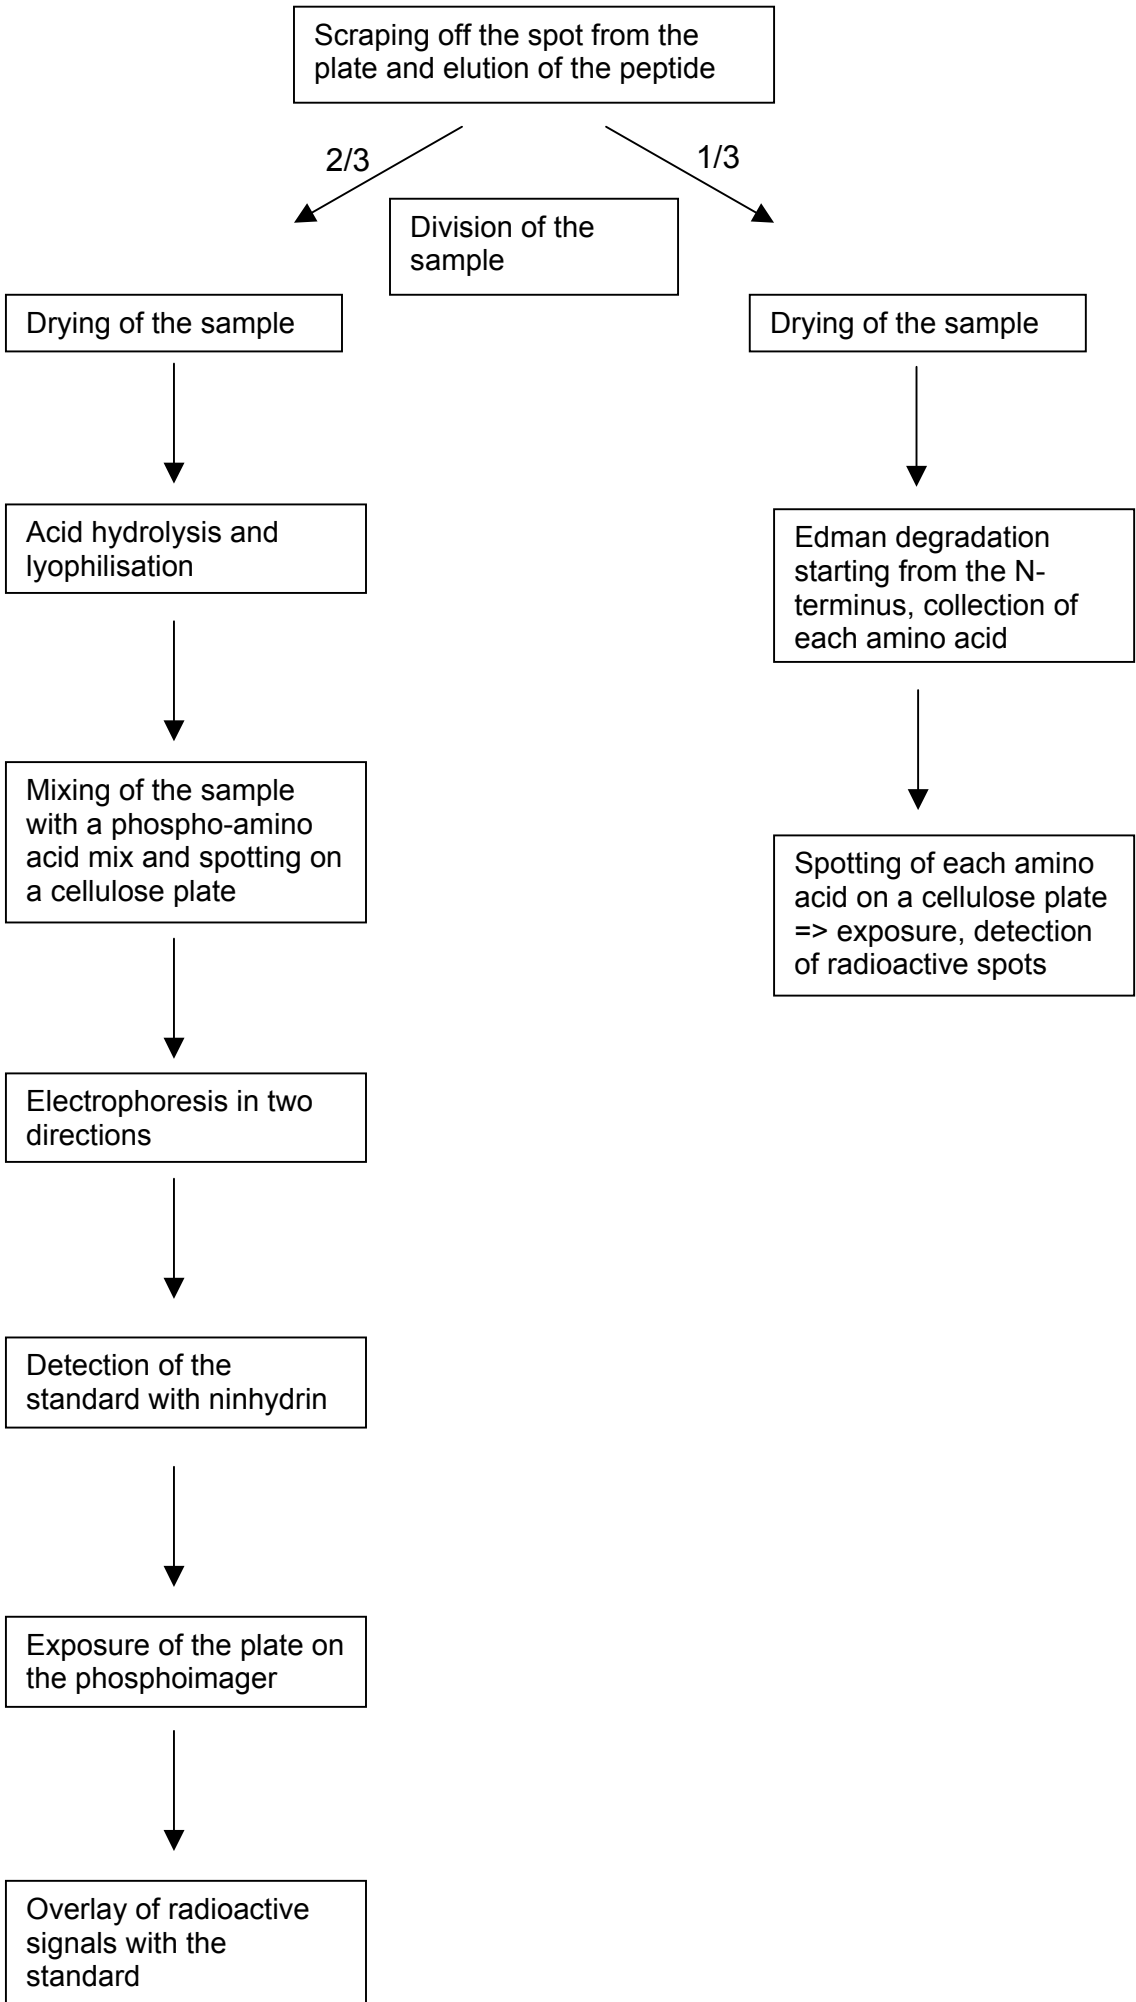 Scraping off the spot from the
plate and elution of the peptide
2/3
1/3
Division of the
sample
Drying of the sample
Drying of the sample
Acid hydrolysis and
lyophilisation
Edman degradation
starting from the N-
terminus, collection of
each amino acid
Mixing of the sample
with a phospho-amino
acid mix and spotting on
a cellulose plate
Spotting of each amino
acid on a cellulose plate
=> exposure, detection
of radioactive spots
Electrophoresis in two
directions
Detection of the
standard with ninhydrin
Exposure of the plate on
the phosphoimager
Overlay of radioactive
signals with the
standard